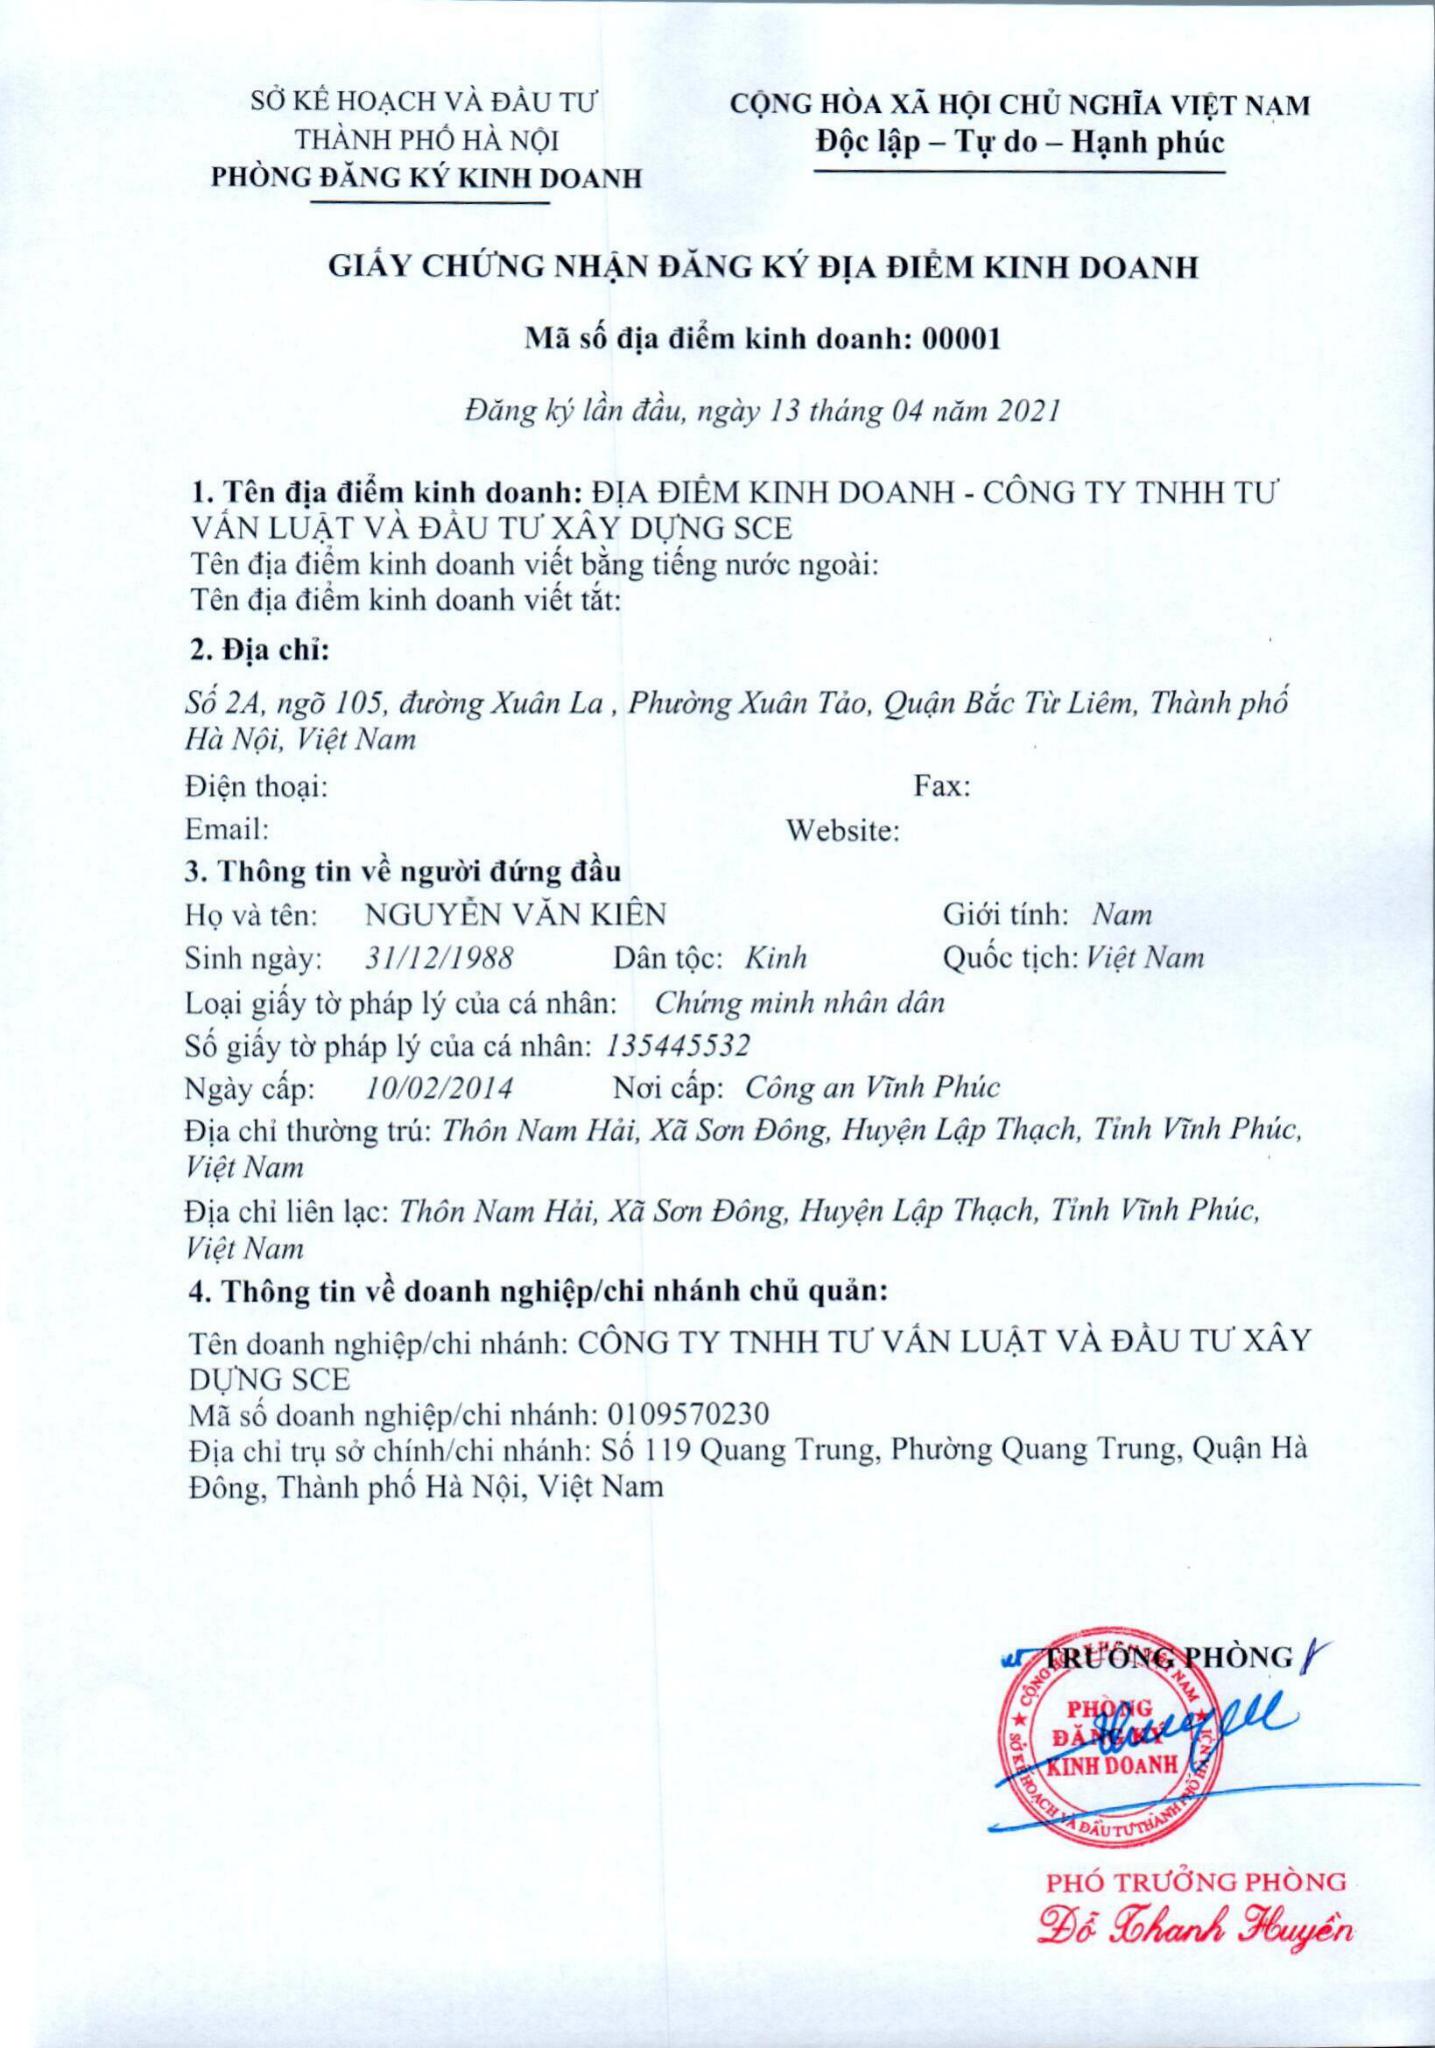 SỞ KẾ HOẠCH VÀ ĐẦU TƯ
THÀNH PHỐ HÀ NỘI
PHÒNG ĐĂNG KÝ KINH DOANH
CỘNG HÒA XÃ HỘI CHỦ NGHĨA VIỆT NAM
Độc lập – Tự do – Hạnh phúc
GIẤY CHỨNG NHẬN ĐĂNG KÝ ĐỊA ĐIỂM KINH DOANH
Mã số địa điểm kinh doanh: 00001
Đăng ký lần đầu, ngày 13 tháng 04 năm 2021
1. Tên địa điểm kinh doanh: ĐỊA ĐIỂM KINH DOANH - CÔNG TY TNHH TƯ
VẤN LUẬT VÀ ĐẦU TƯ XÂY DỰNG SCE
Tên địa điểm kinh doanh viết bằng tiếng nước ngoài:
Tên địa điểm kinh doanh viết tắt:
2. Địa chỉ:
Số 2A, ngõ 105, đường Xuân La , Phường Xuân Tảo, Quận Bắc Từ Liêm, Thành phố
Hà Nội, Việt Nam
Điện thoại: Fax:
Email: Website:
3. Thông tin về người đứng đầu
Họ và tên: NGUYỄN VĂN KIÊN Giới tính: Nam
Sinh ngày: 31/12/1988 Dân tộc: Kinh Quốc tịch: Việt Nam
Loại giấy tờ pháp lý của cá nhân: Chứng minh nhân dân
Số giấy tờ pháp lý của cá nhân: 135445532
Ngày cấp: 10/02/2014 Nơi cấp: Công an Vĩnh Phúc
Địa chỉ thường trú: Thôn Nam Hải, Xã Sơn Đông, Huyện Lập Thạch, Tỉnh Vĩnh Phúc,
Việt Nam
Địa chỉ liên lạc: Thôn Nam Hải, Xã Sơn Đông, Huyện Lập Thạch, Tỉnh Vĩnh Phúc,
Việt Nam
4. Thông tin về doanh nghiệp/chi nhánh chủ quản:
Tên doanh nghiệp/chi nhánh: CÔNG TY TNHH TƯ VẤN LUẬT VÀ ĐẦU TƯ XÂY
DỰNG SCE
Mã số doanh nghiệp/chi nhánh: 0109570230
Địa chỉ trụ sở chính/chi nhánh: Số 119 Quang Trung, Phường Quang Trung, Quận Hà
Đông, Thành phố Hà Nội, Việt Nam
TRƯỞNG PHÒNG
PHÒNG
ĐĂNG KÝ
KINH DOANH
SỞ KẾ HOẠCH VÀ ĐẦU TƯ THÀNH PHỐ HÀ NỘI
PHÓ TRƯỞNG PHÒNG
Đỗ Thanh Huyền